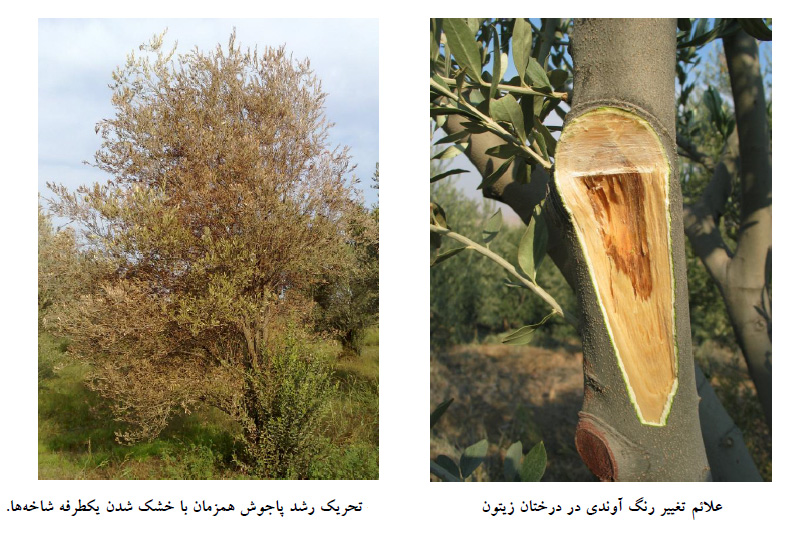 علائم تغییر رنگ آوندی در درختان زیتون
تحریک رشد پاجوش همزمان با خشک شدن یکطرفه شاخه‌ها.